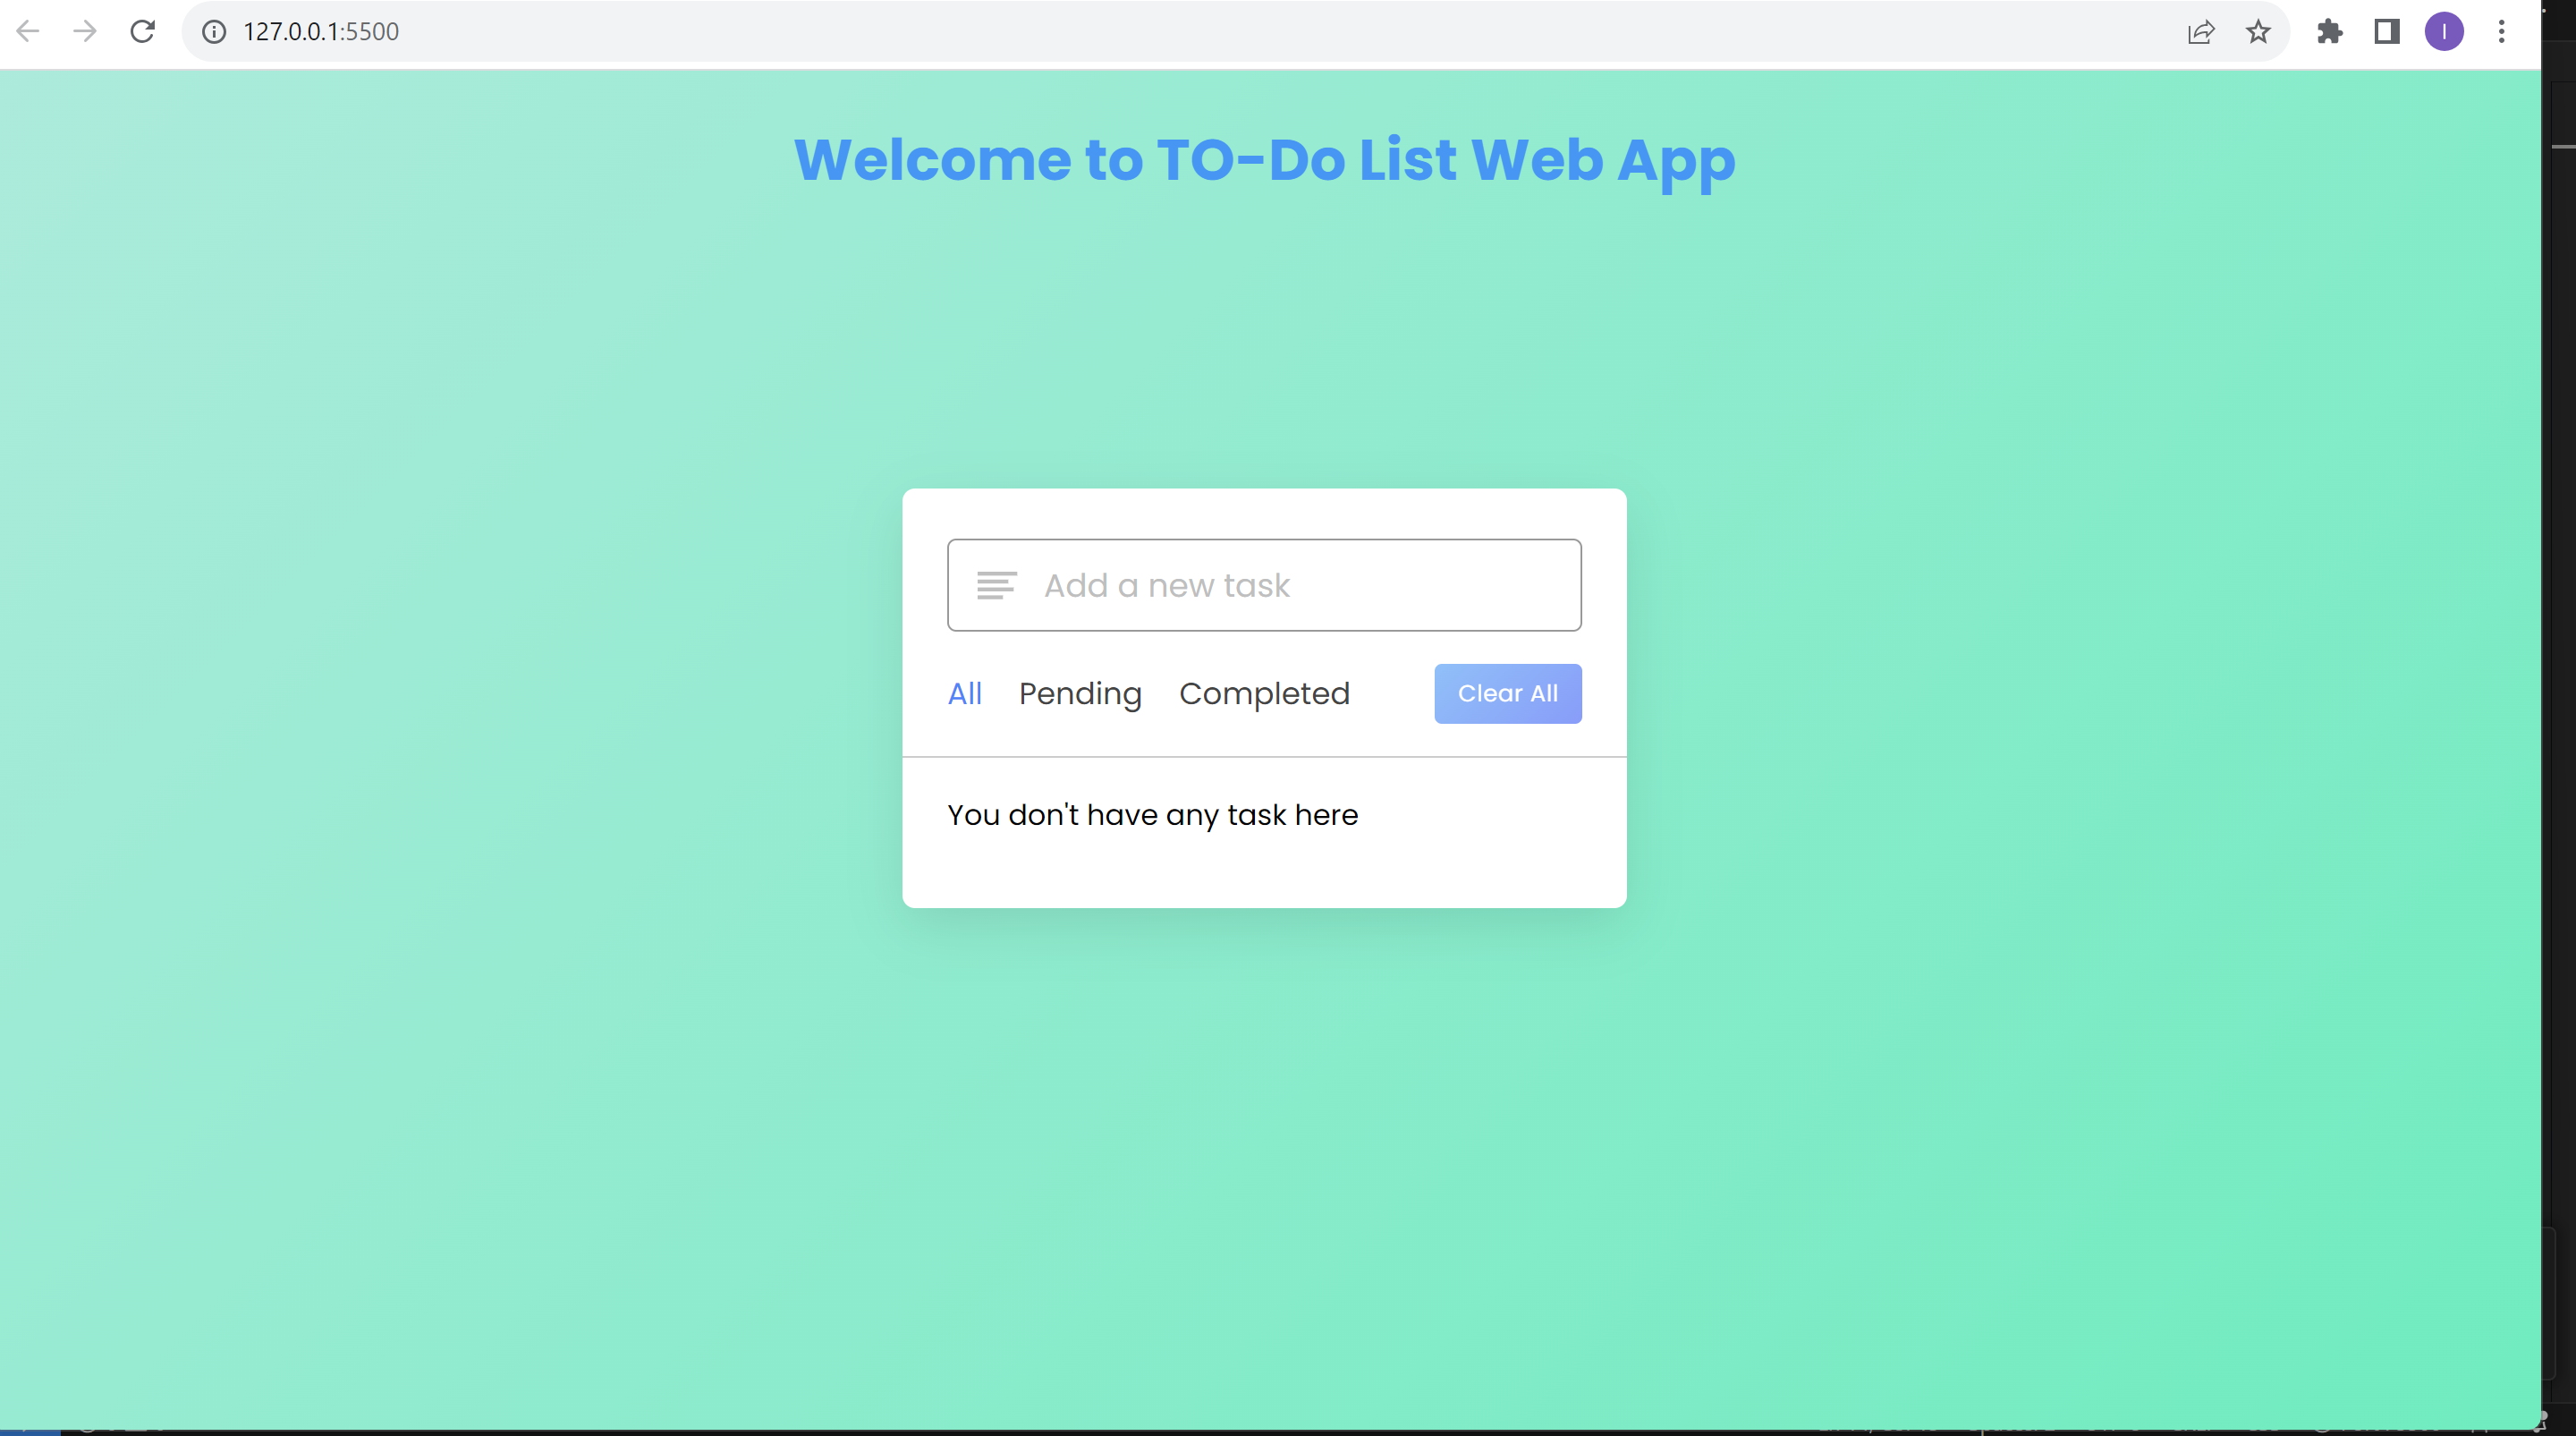 127.0.0.1:5500
I
Welcome to TO-Do List Web App
Add a new task
All Pending Completed Clear All
You don't have any task here